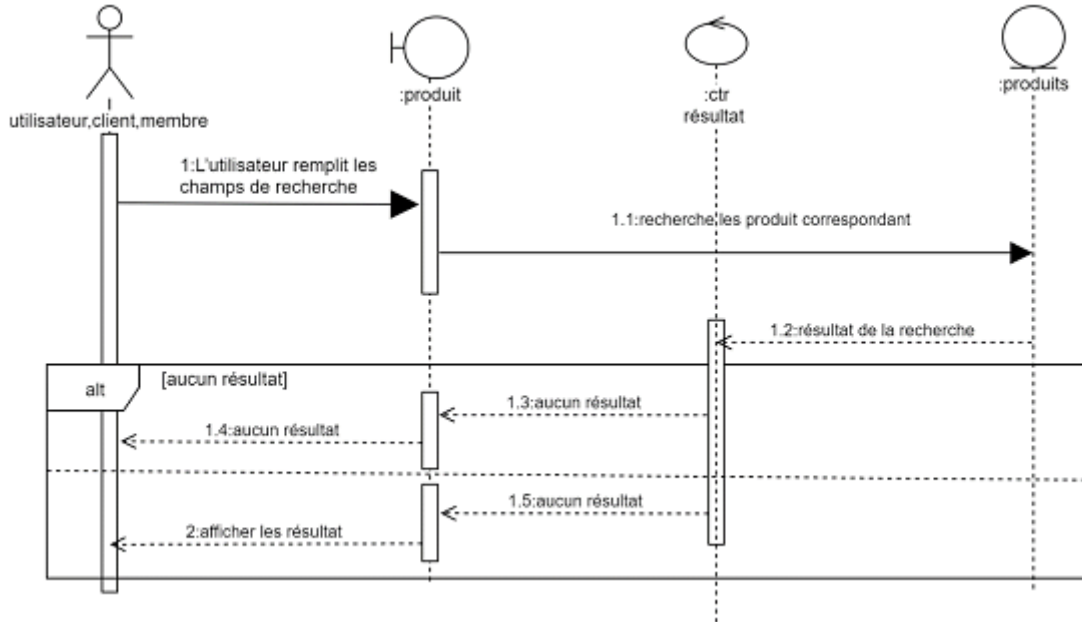 utilisateur,client,membre
:produit
:ctr
résultat
:produits
1:L'utilisateur remplit les
champs de recherche
1.1:recherche les produit correspondant
1.2:résultat de la recherche
alt
[aucun résultat]
1.3:aucun résultat
1.4:aucun résultat
1.5:aucun résultat
2:afficher les résultat